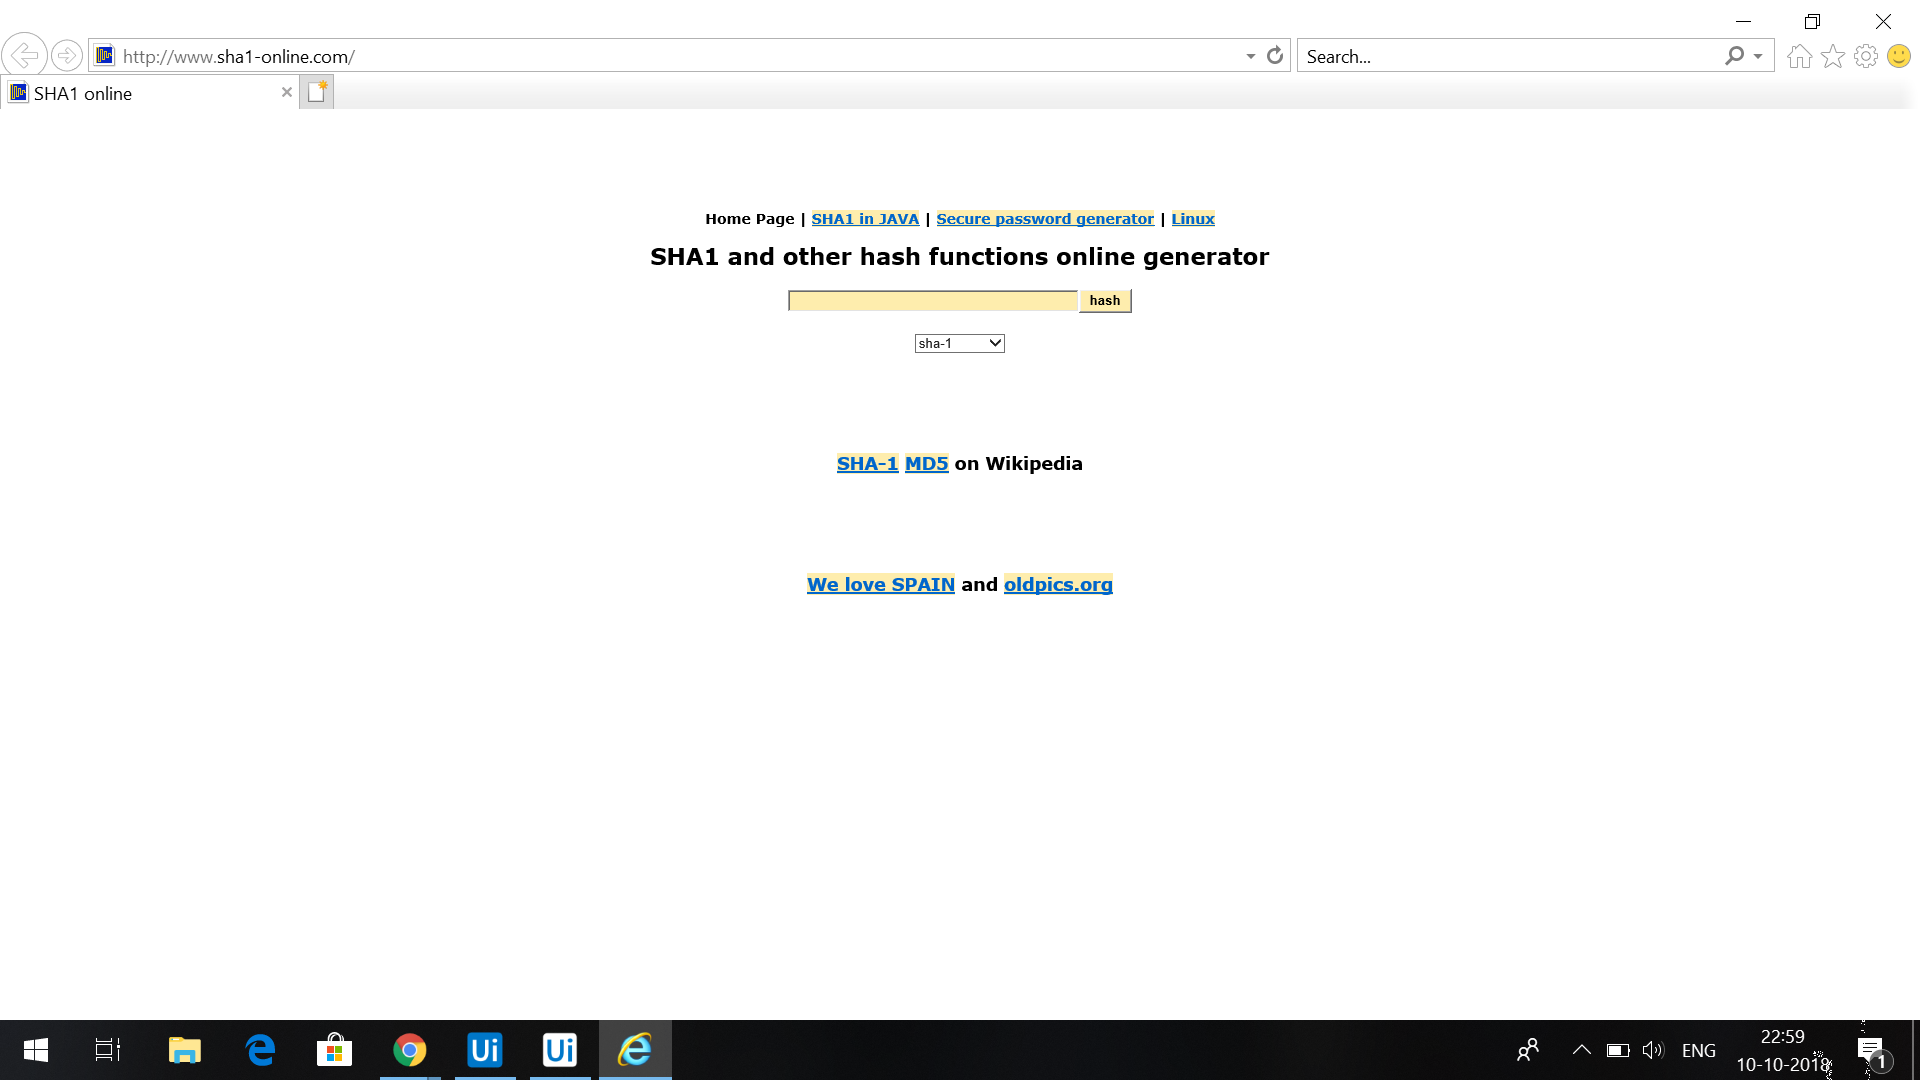 http://www.sha1-online.com/
Search...
SHA1 online
Home Page | SHA1 in JAVA | Secure password generator | Linux
SHA1 and other hash functions online generator
hash
sha-1
SHA-1 MD5 on Wikipedia
We love SPAIN and oldpics.org
Ui
Ui
ENG
22:59
10-10-2018
1